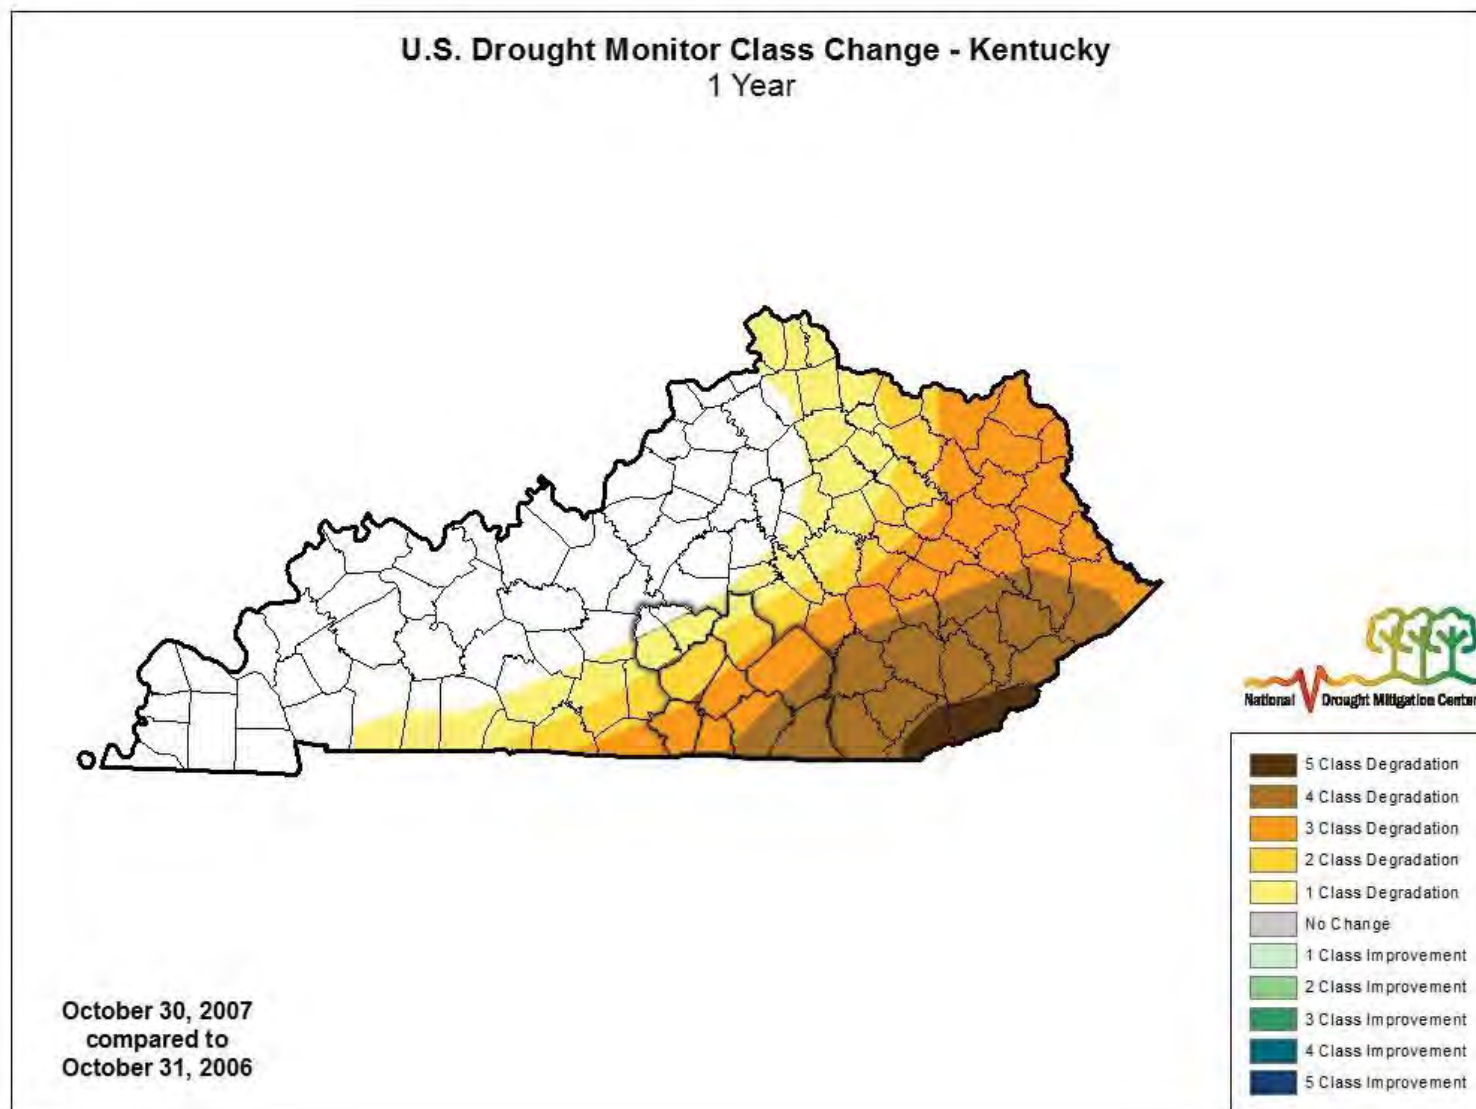 U.S. Drought Monitor Class Change - Kentucky
1 Year
National Drought Mitigation Center
5 Class Degradation
4 Class Degradation
3 Class Degradation
2 Class Degradation
1 Class Degradation
No Change
1 Class Improvement
2 Class Improvement
3 Class Improvement
4 Class Improvement
5 Class Improvement
October 30, 2007
compared to
October 31, 2006